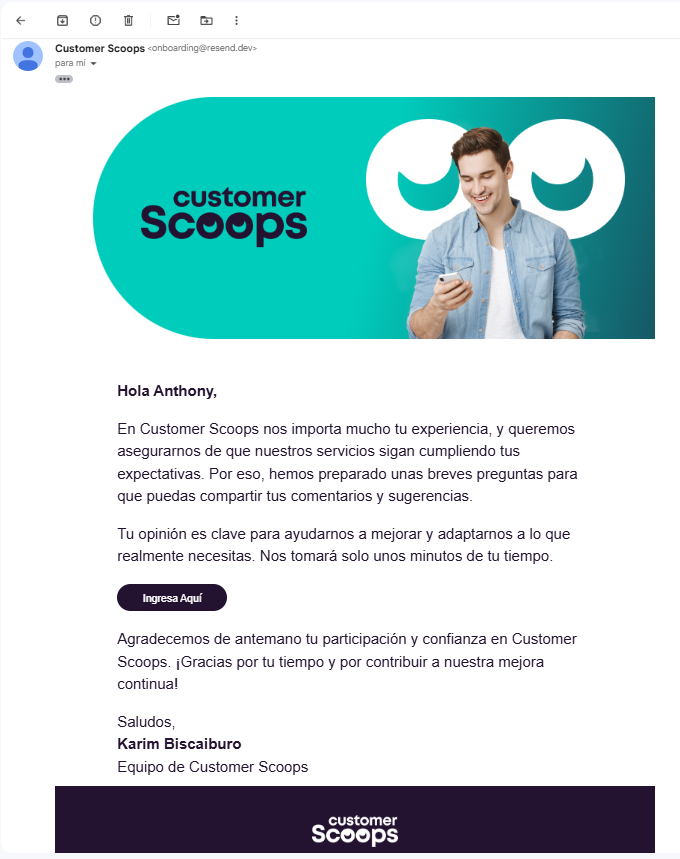 Customer Scoops <onboarding@resend.dev>
para mí
customer
Scoops
Hola Anthony,
En Customer Scoops nos importa mucho tu experiencia, y queremos
asegurarnos de que nuestros servicios sigan cumpliendo tus
expectativas. Por eso, hemos preparado unas breves preguntas para
que puedas compartir tus comentarios y sugerencias.
Tu opinión es clave para ayudarnos a mejorar y adaptarnos a lo que
realmente necesitas. Nos tomará solo unos minutos de tu tiempo.
Ingresa Aquí
Agradecemos de antemano tu participación y confianza en Customer
Scoops. ¡Gracias por tu tiempo y por contribuir a nuestra mejora
continua!
Saludos,
Karim Biscaiburo
Equipo de Customer Scoops
customer
Scoops